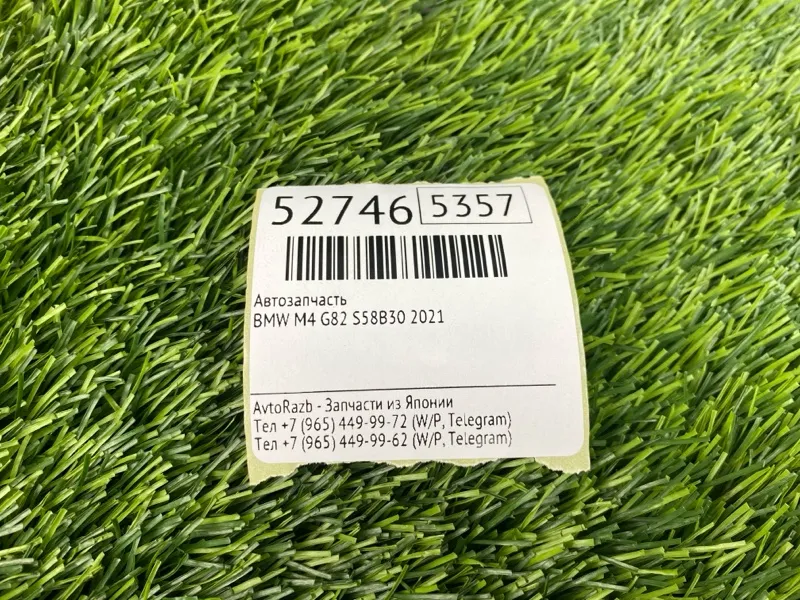 52746 5357
Автозапчасть
BMW M4 G82 S58B30 2021
AvtoRazb - Запчасти из Японии
Тел +7 (965) 449-99-72 (W/P, Telegram)
Тел +7 (965) 449-99-62 (W/P, Telegram)